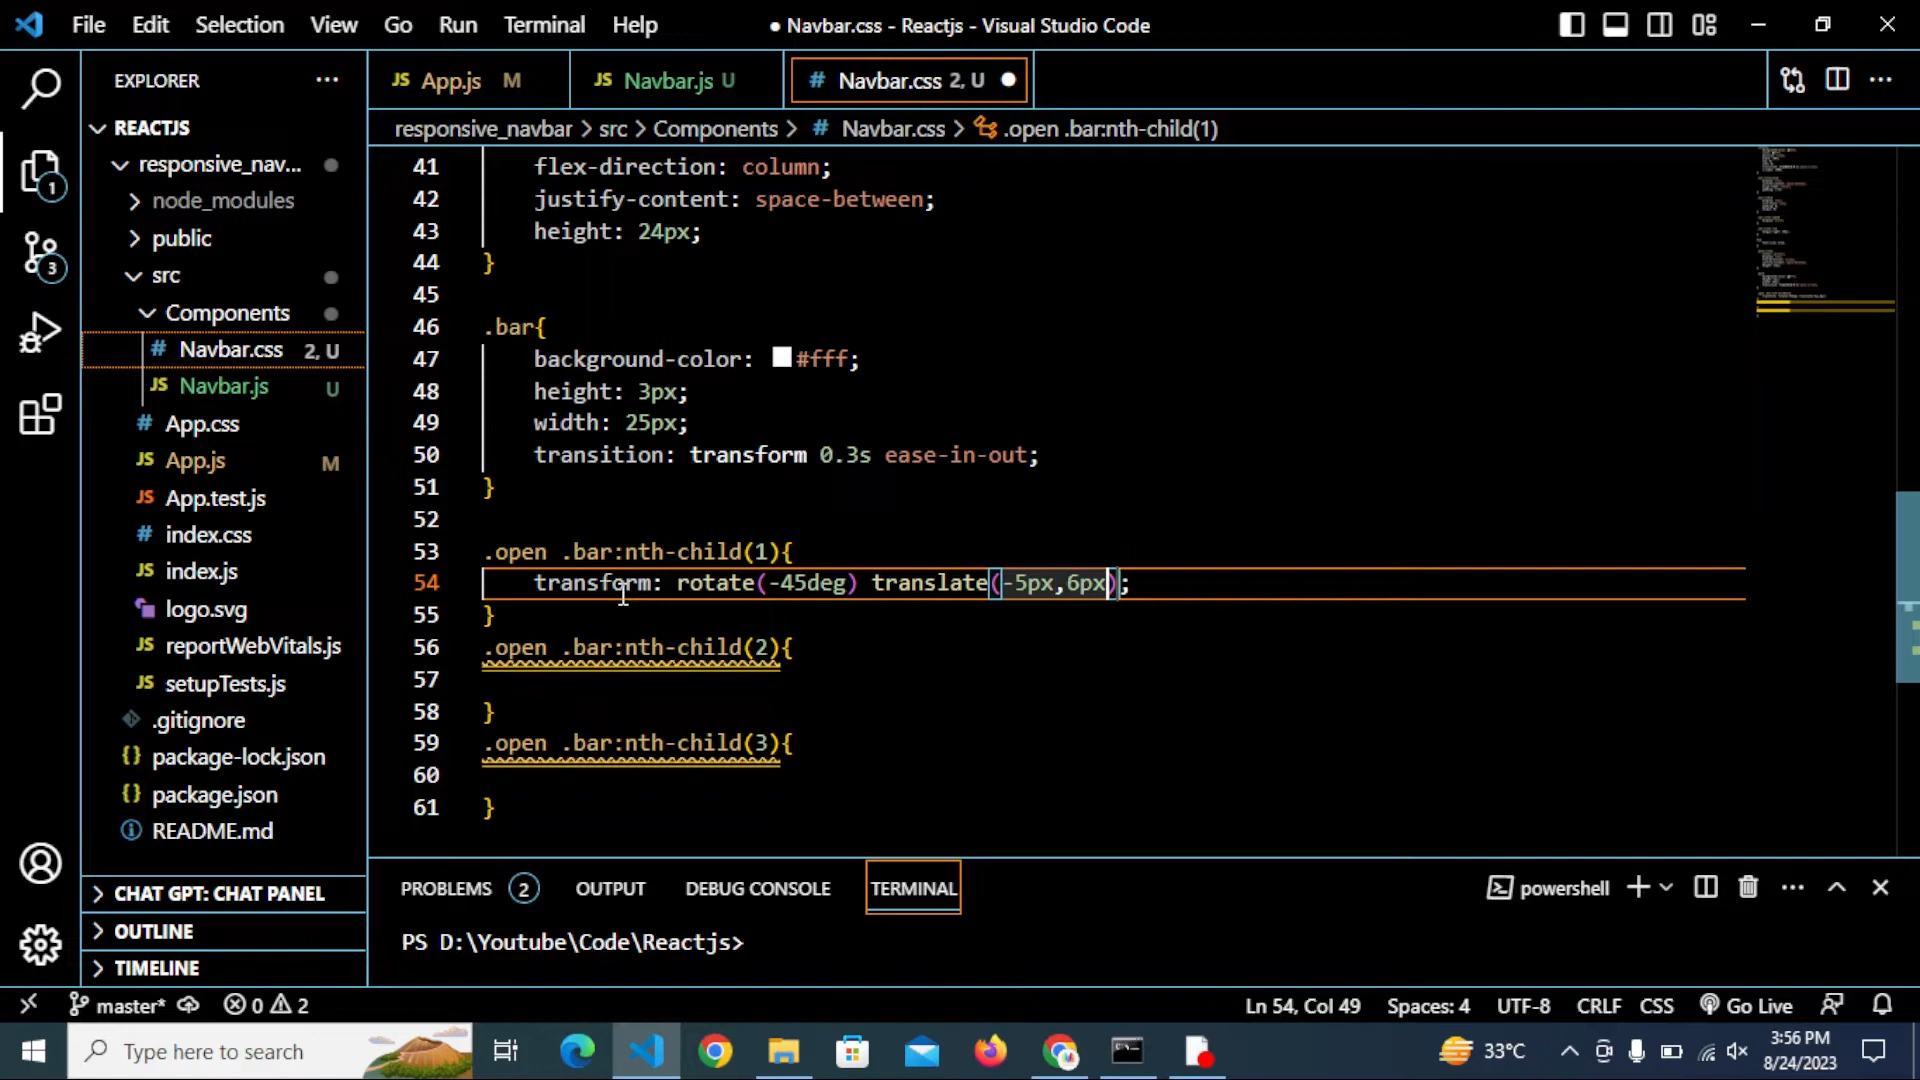 File Edit Selection View Go Run Terminal Help
● Navbar.css - Reactjs - Visual Studio Code
EXPLORER
REACTJS
responsive_nav...
node_modules
public
src
Components
Navbar.css 2, U
Navbar.js U
App.css
App.js M
App.test.js
index.css
index.js
logo.svg
reportWebVitals.js
setupTests.js
.gitignore
package-lock.json
package.json
README.md
CHAT GPT: CHAT PANEL
OUTLINE
TIMELINE
1
3
JS App.js M
JS Navbar.js U
# Navbar.css 2, U ●
responsive_navbar > src > Components > # Navbar.css > .open .bar:nth-child(1)
41 flex-direction: column;
42 justify-content: space-between;
43 height: 24px;
44 }
45
46 .bar{
47 background-color: #fff;
48 height: 3px;
49 width: 25px;
50 transition: transform 0.3s ease-in-out;
51 }
52
53 .open .bar:nth-child(1){
54 transform: rotate(-45deg) translate(-5px,6px);
55 }
56 .open .bar:nth-child(2){
57
58 }
59 .open .bar:nth-child(3){
60
61 }
PROBLEMS 2 OUTPUT DEBUG CONSOLE TERMINAL
powershell
PS D:\Youtube\Code\Reactjs>
master* 0 2
Ln 54, Col 49 Spaces: 4 UTF-8 CRLF CSS Go Live
Type here to search
33°C
3:56 PM
8/24/2023